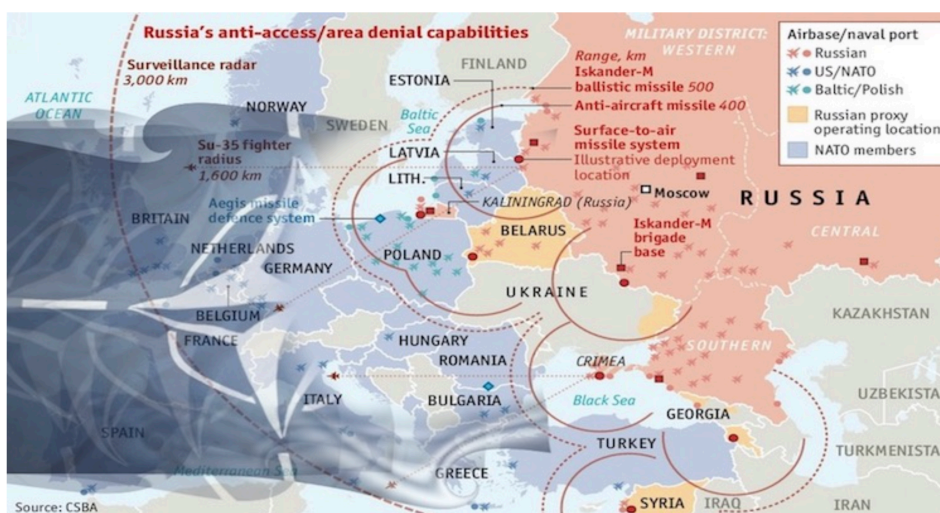 Russia's anti-access/area denial capabilities
Surveillance radar
3,000 km
ATLANTIC
OCEAN
NORWAY
SWEDEN
FINLAND
ESTONIA
Baltic
Sea
Range, km
Iskander-M
ballistic missile 500
Anti-aircraft missile 400
Surface-to-air
missile system
Illustrative deployment
location
MILITARY DISTRICT:
WESTERN
Airbase/naval port
Russian
US/NATO
Baltic/Polish
Russian proxy
operating location
NATO members
Su-35 fighter
radius
1,600 km
LATVIA
LITH.
KALININGRAD (Russia)
Moscow
RUSSIA
Aegis missile
defence system
BRITAIN
NETHERLANDS
GERMANY
POLAND
BELARUS
Iskander-M
brigade
base
CENTRAL
BELGIUM
UKRAINE
KAZAKHSTAN
FRANCE
HUNGARY
ROMANIA
SOUTHERN
CRIMEA
ITALY
BULGARIA
Black Sea
GEORGIA
UZBEKISTA
SPAIN
TURKEY
TURKMENISTA
Mediterranean Sea
GREECE
SYRIA
IRAQ
IRAN
Source: CSBA